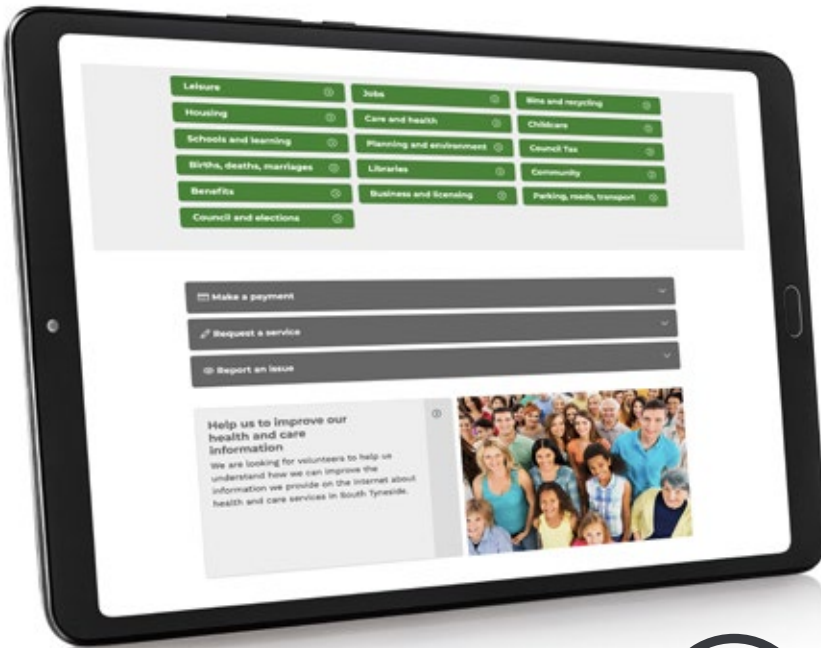 Leisure
Jobs
Bins and recycling
Housing
Care and health
Childcare
Schools and learning
Planning and environment
Council Tax
Births, deaths, marriages
Libraries
Community
Benefits
Business and licensing
Parking, roads, transport
Council and elections
Make a payment
Request a service
Report an issue
Help us to improve our
health and care
information
We are looking for volunteers to help us
understand how we can improve the
information we provide on the internet about
health and care services in South Tyneside.